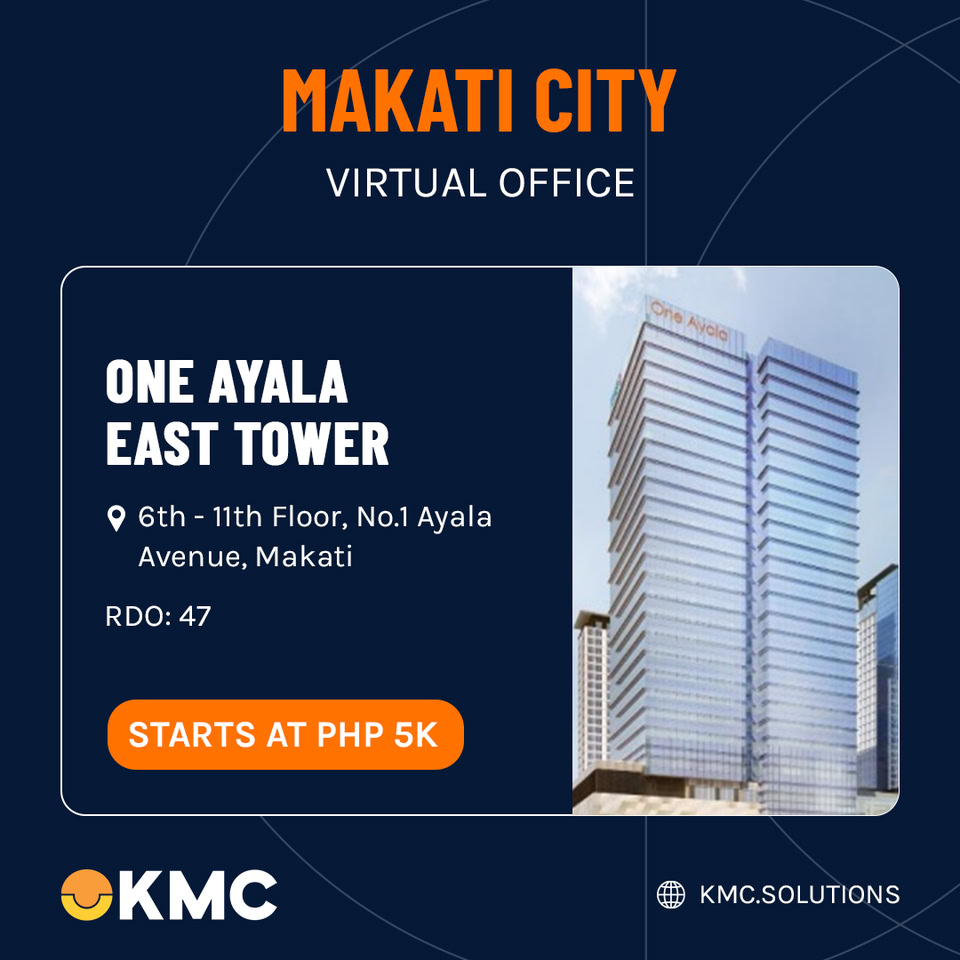 MAKATI CITY
VIRTUAL OFFICE
One Ayala
ONE AYALA
EAST TOWER
6th - 11th Floor, No.1 Ayala
Avenue, Makati
RDO: 47
STARTS AT PHP 5K
KMC
KMC.SOLUTIONS